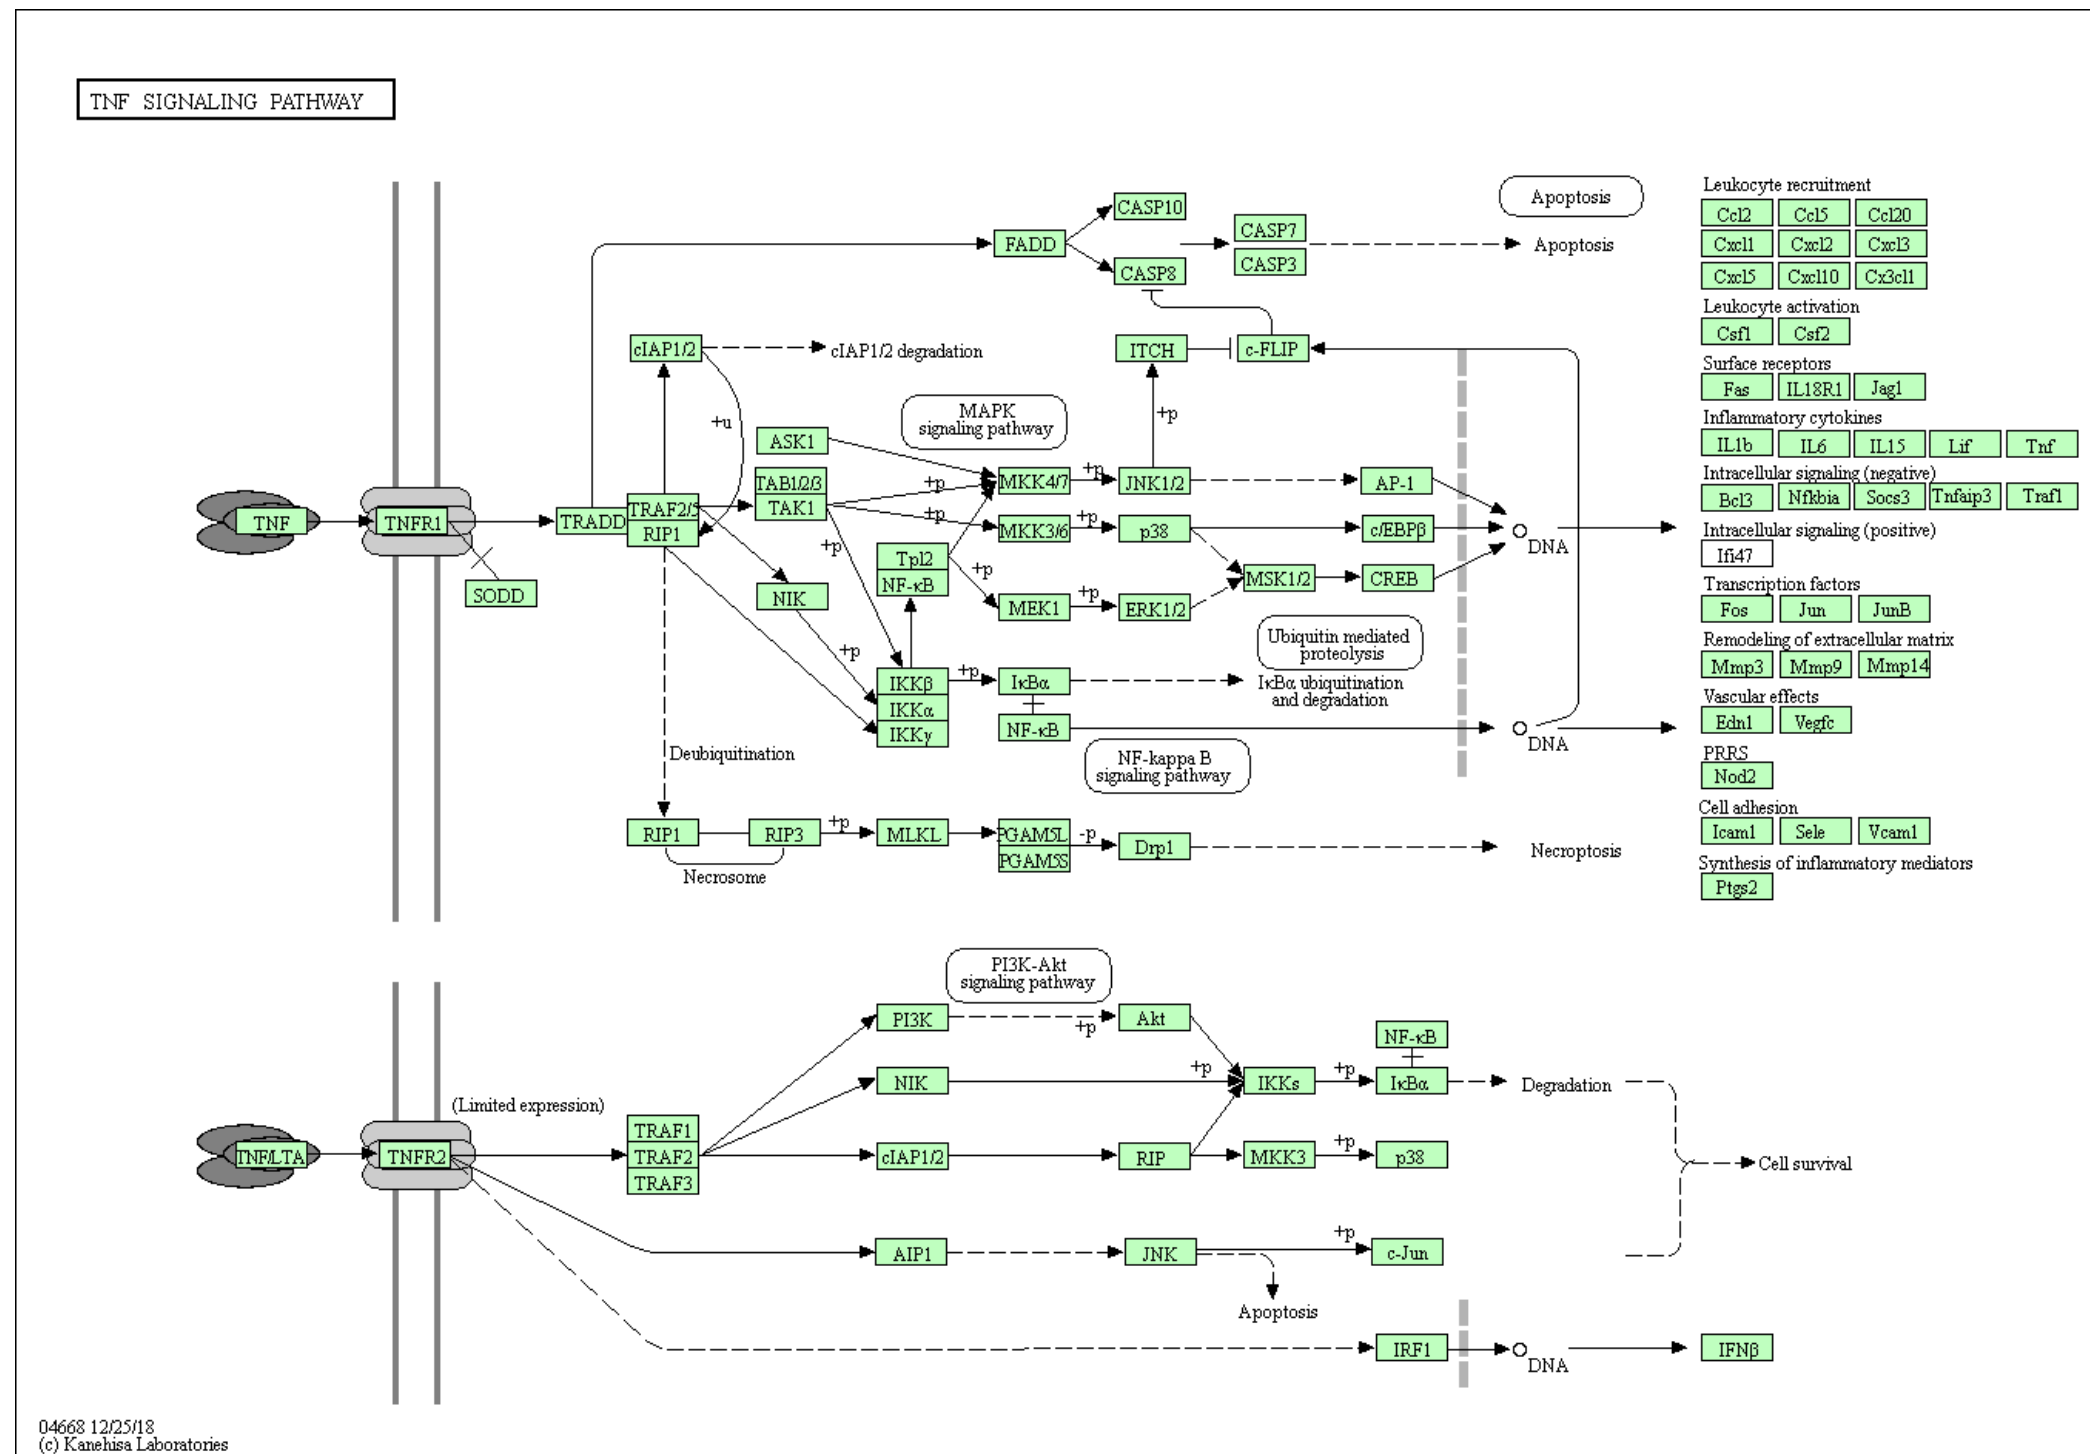 TNF SIGNALING PATHWAY
Apoptosis
Leukocyte recruitment
CASP10
Ccl2 Ccl5 Ccl20
FADD CASP7 Apoptosis
Cxcl1 Cxcl2 Cxcl3
CASP8 CASP3
Cxcl5 Cxcl10 Cx3cl1
Leukocyte activation
Csf1 Csf2
cIAP1/2 cIAP1/2 degradation ITCH c-FLIP
Surface receptors
Fas IL18R1 Jag1
MAPK
signaling pathway
+u +p
Inflammatory cytokines
IL1b IL6 IL15 Lif Tnf
ASK1
Intracellular signaling (negative)
TAB1/2/3 +p MKK4/7 +p JNK1/2 AP-1
Bcl3 Nfkbia Socs3 Tnfaip3 Traf1
TAK1
TNF TNFR1 TRADD TRAF2/5 +p MKK3/6 +p p38 c/EBPβ DNA
RIP1
Intracellular signaling (positive)
Ifi47
+p Tpl2 +p
NF-κB
SODD NIK MEK1 +p ERK1/2 MSK1/2 CREB
Transcription factors
Fos Jun JunB
Ubiquitin mediated
proteolysis
Remodeling of extracellular matrix
Mmp3 Mmp9 Mmp14
+p IKKβ +p IκBα
IκBα ubiquitination
and degradation
IKKα
IKKγ NF-κB DNA
Vascular effects
Edn1 Vegfc
Deubiquitination
NF-kappa B
signaling pathway
PRRS
Nod2
Cell adhesion
Icam1 Sele Vcam1
RIP1 RIP3 +p MLKL PGAM5L -p Drp1 Necroptosis
PGAM5S
Necrosome
Synthesis of inflammatory mediators
Ptgs2
PI3K-Akt
signaling pathway
PI3K +p Akt
NF-κB
NIK +p IKKs +p IκBα Degradation
(Limited expression)
TRAF1
TNF/LTA TNFR2 TRAF2 cIAP1/2 RIP MKK3 +p p38 Cell survival
TRAF3
AIP1 JNK +p c-Jun
Apoptosis
IRF1 DNA IFNβ
04668 12/25/18
(c) Kanehisa Laboratories